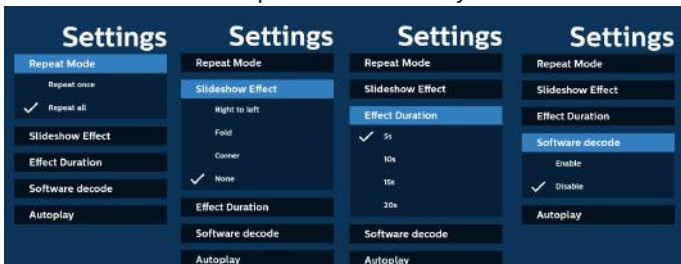 Settings
Repeat Mode
Repeat once
Repeat all
Slideshow Effect
Effect Duration
Software decode
Autoplay
Settings
Repeat Mode
Slideshow Effect
Right to left
Fold
Corner
None
Effect Duration
Software decode
Autoplay
Settings
Repeat Mode
Slideshow Effect
Effect Duration
5s
10s
15s
20s
Software decode
Autoplay
Settings
Repeat Mode
Slideshow Effect
Effect Duration
Software decode
Enable
Disable
Autoplay